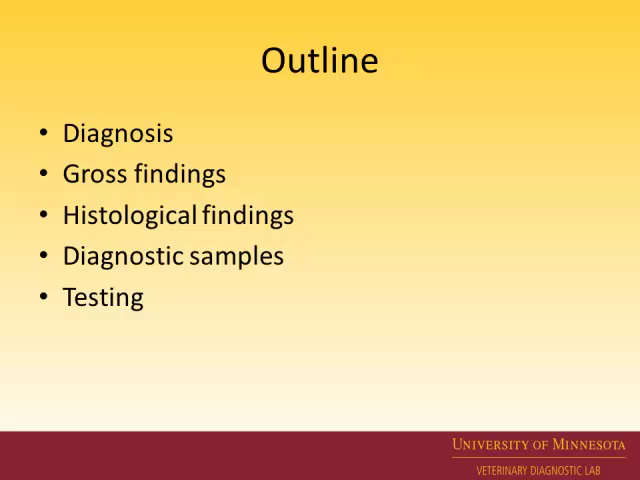 Outline
• Diagnosis
• Gross findings
• Histological findings
• Diagnostic samples
• Testing
UNIVERSITY OF MINNESOTA
VETERINARY DIAGNOSTIC LAB